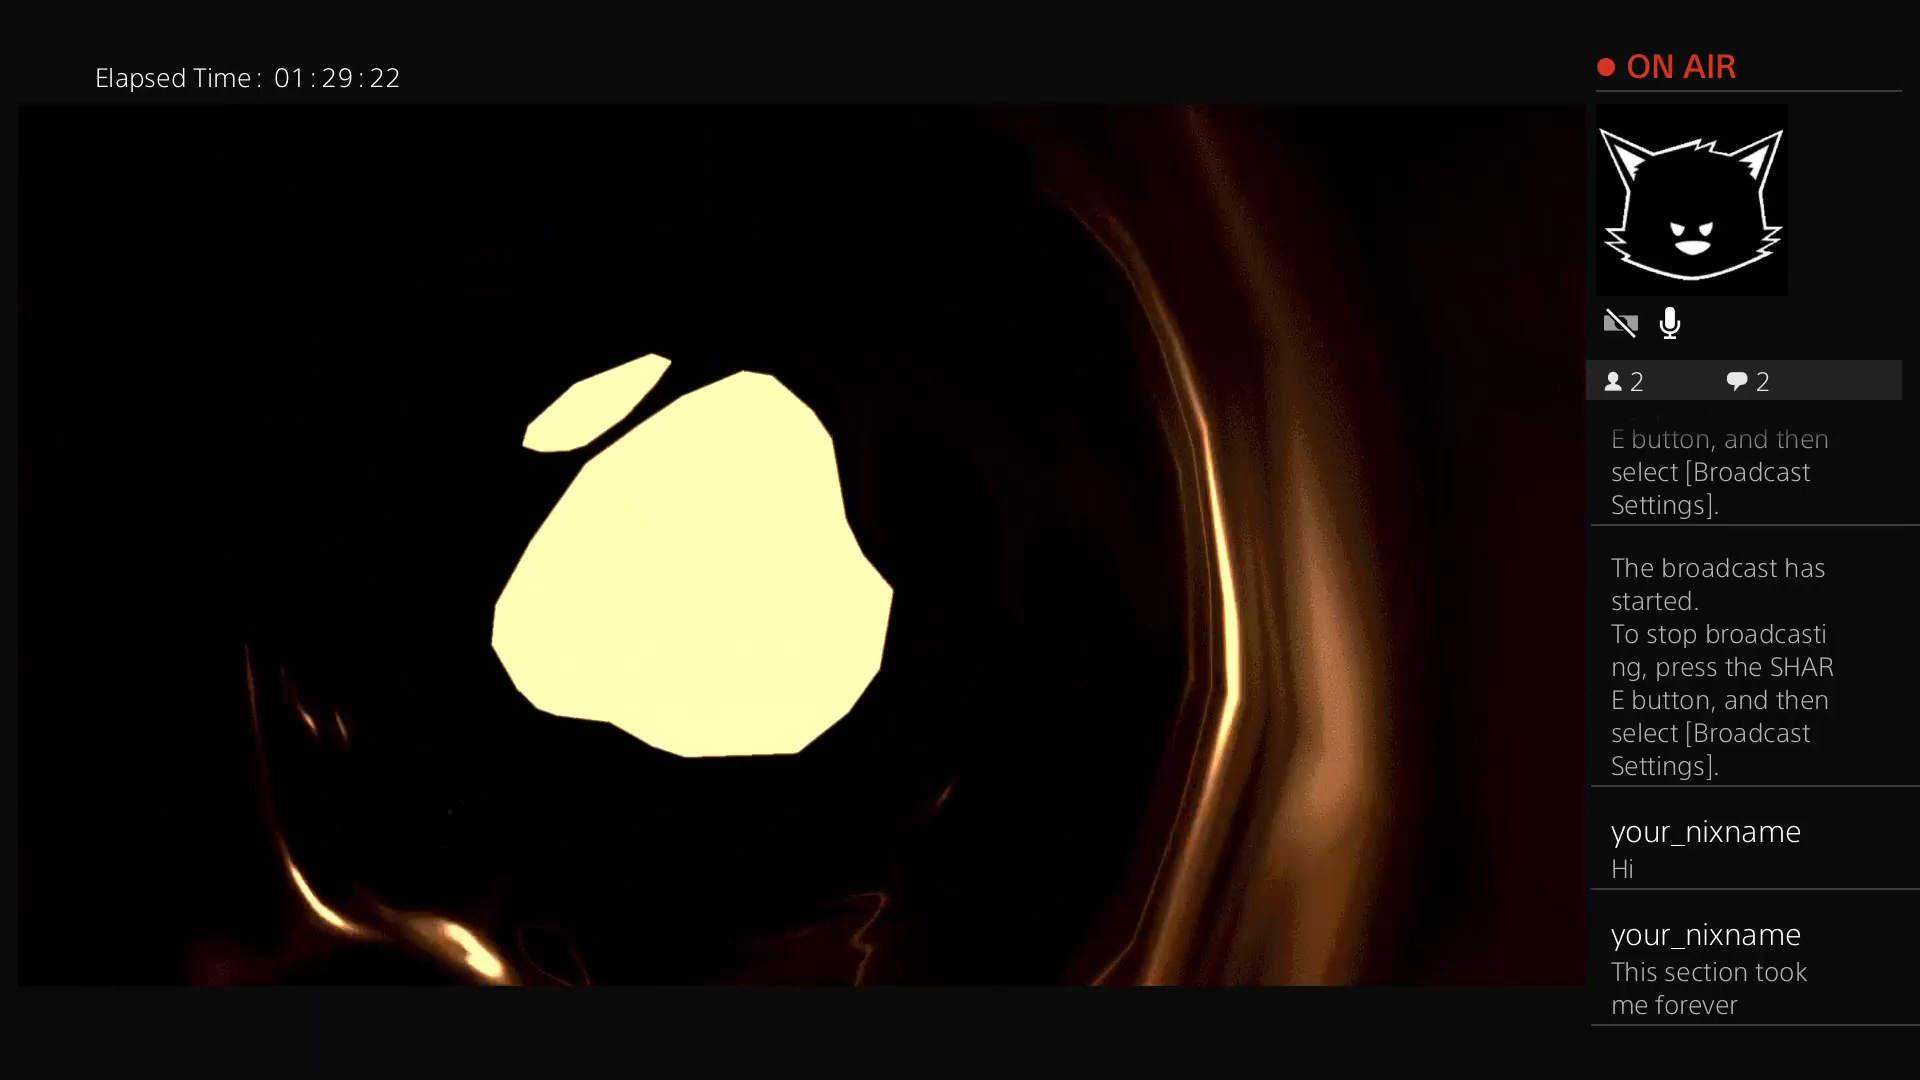 Elapsed Time: 01:29:22
ON AIR
2
2
E button, and then
select [Broadcast
Settings].
The broadcast has
started.
To stop broadcasti
ng, press the SHAR
E button, and then
select [Broadcast
Settings].
your_nixname
Hi
your_nixname
This section took
me forever